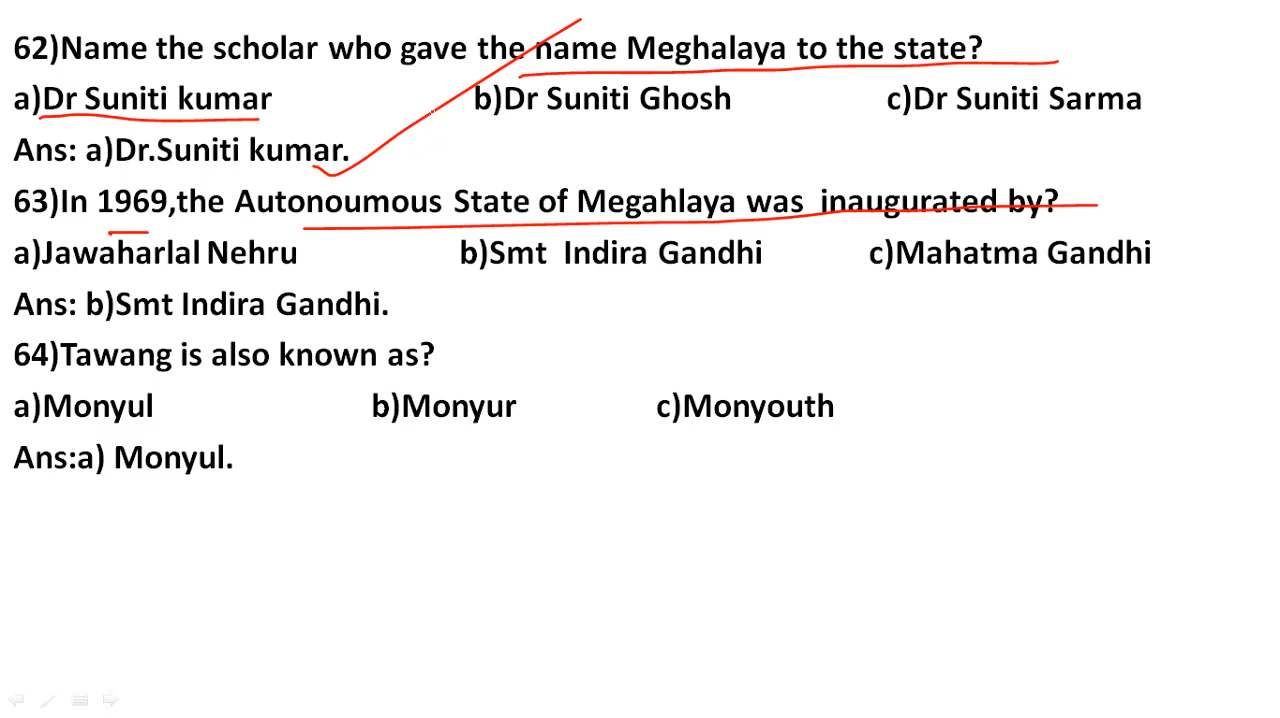 62)Name the scholar who gave the name Meghalaya to the state?
a)Dr Suniti kumar b)Dr Suniti Ghosh c)Dr Suniti Sarma
Ans: a)Dr.Suniti kumar.
63)In 1969,the Autonoumous State of Megahlaya was inaugurated by?
a)Jawaharlal Nehru b)Smt Indira Gandhi c)Mahatma Gandhi
Ans: b)Smt Indira Gandhi.
64)Tawang is also known as?
a)Monyul b)Monyur c)Monyouth
Ans:a) Monyul.